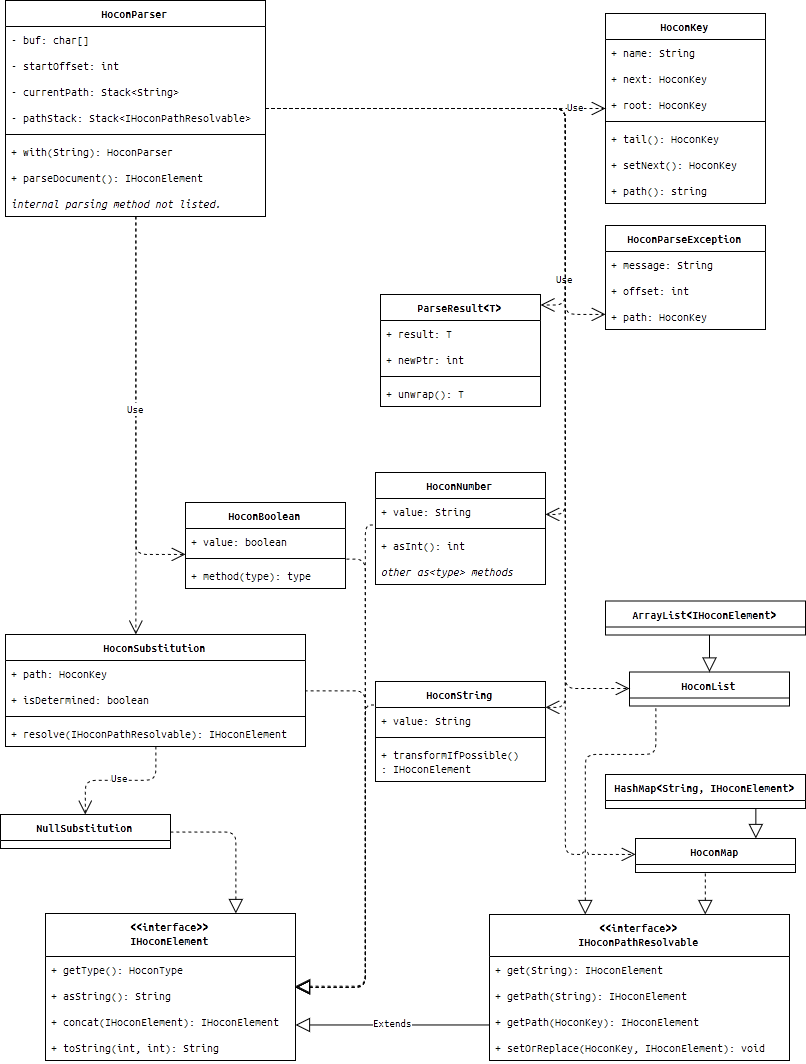 HoconParser
- buf: char[]
- startOffset: int
- currentPath: Stack<String>
- pathStack: Stack<IHoconPathResolvable>
+ with(String): HoconParser
+ parseDocument(): IHoconElement
internal parsing method not listed.
HoconKey
+ name: String
+ next: HoconKey
+ root: HoconKey
+ tail(): HoconKey
+ setNext(): HoconKey
+ path(): string
Use
HoconParseException
+ message: String
+ offset: int
+ path: HoconKey
Use
ParseResult<T>
+ result: T
+ newPtr: int
+ unwrap(): T
Use
HoconNumber
+ value: String
+ asInt(): int
other as<type> methods
HoconBoolean
+ value: boolean
+ method(type): type
ArrayList<IHoconElement>
HoconList
HoconSubstitution
+ path: HoconKey
+ isDetermined: boolean
+ resolve(IHoconPathResolvable): IHoconElement
HoconString
+ value: String
+ transformIfPossible()
: IHoconElement
Use
HashMap<String, IHoconElement>
HoconMap
NullSubstitution
<<interface>>
IHoconElement
+ getType(): HoconType
+ asString(): String
+ concat(IHoconElement): IHoconElement
+ toString(int, int): String
Extends
<<interface>>
IHoconPathResolvable
+ get(String): IHoconElement
+ getPath(String): IHoconElement
+ getPath(HoconKey): IHoconElement
+ setOrReplace(HoconKey, IHoconElement): void